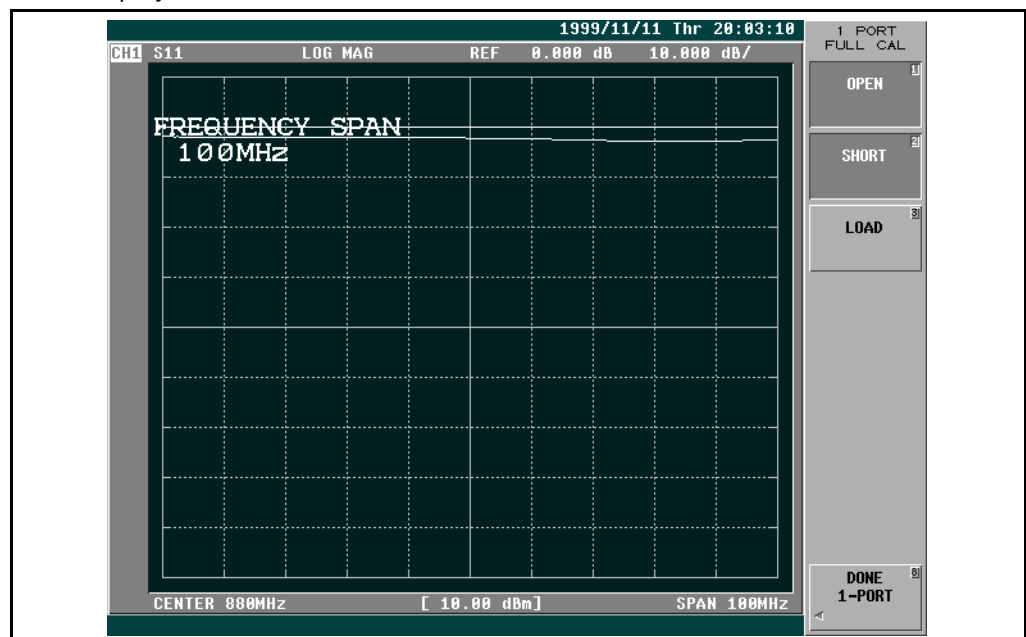 1999/11/11 Thr 20:03:10
CH1 S11 LOG MAG REF 0.000 dB 10.000 dB/
FREQUENCY SPAN
100MHz
CENTER 880MHz [ 10.00 dBm] SPAN 100MHz
1 PORT
FULL CAL
OPEN 1
SHORT 2
LOAD 3
DONE 8
1-PORT